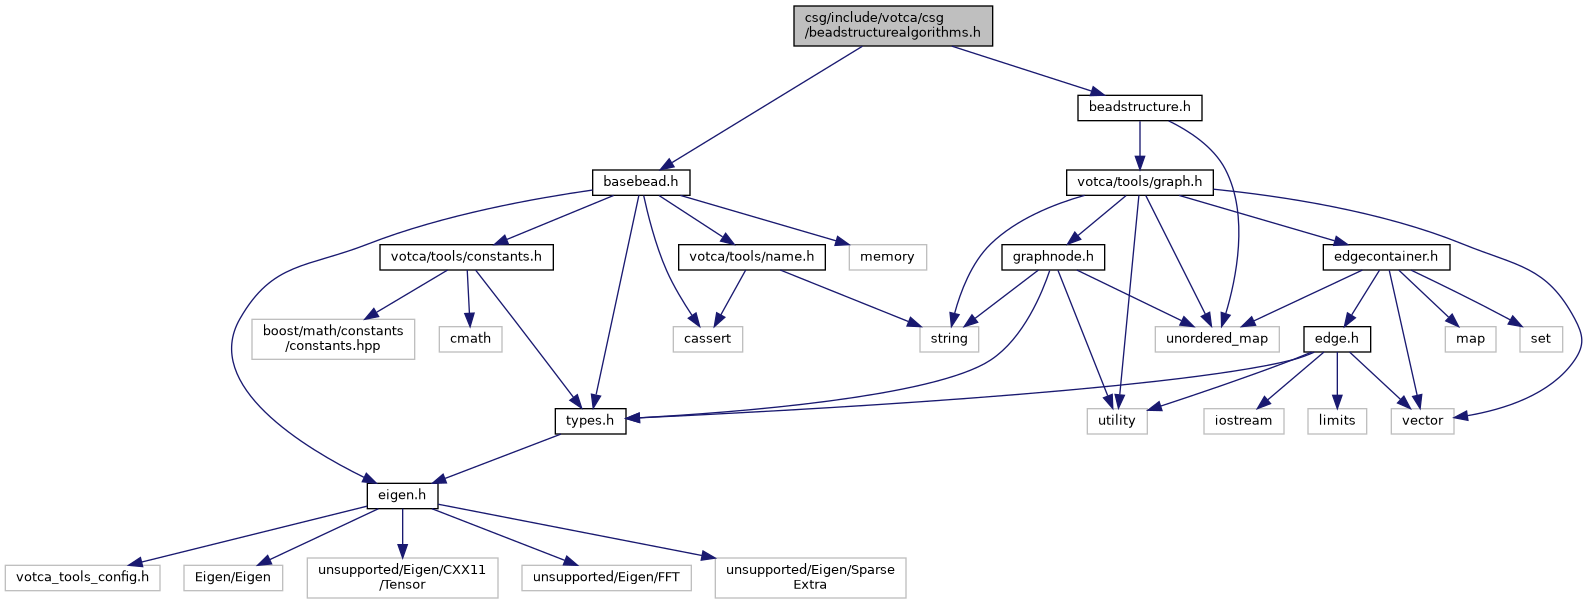 csg/include/votca/csg
/beadstructurealgorithms.h
beadstructure.h
basebead.h
votca/tools/graph.h
votca/tools/constants.h
votca/tools/name.h
memory
graphnode.h
edgecontainer.h
boost/math/constants
/constants.hpp
cmath
cassert
string
unordered_map
edge.h
map
set
types.h
utility
iostream
limits
vector
eigen.h
votca_tools_config.h
Eigen/Eigen
unsupported/Eigen/CXX11
/Tensor
unsupported/Eigen/FFT
unsupported/Eigen/Sparse
Extra